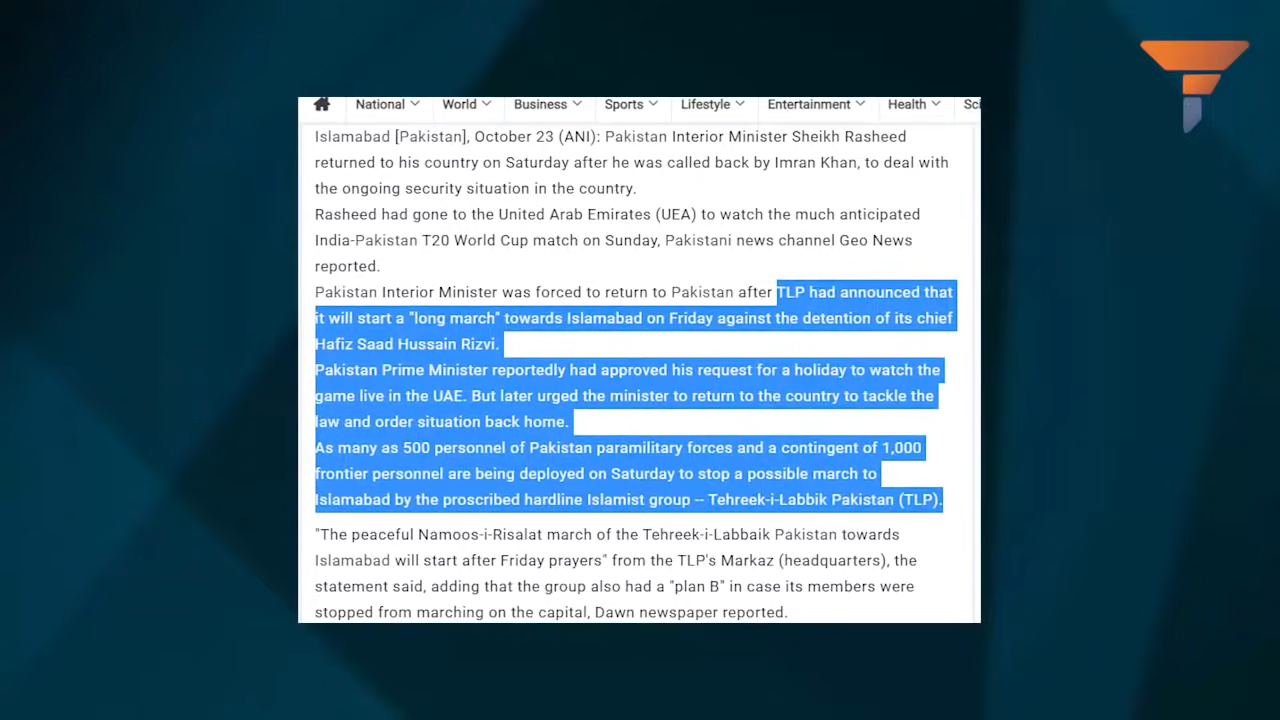 National World Business Sports Lifestyle Entertainment Health Sci
Islamabad [Pakistan], October 23 (ANI): Pakistan Interior Minister Sheikh Rasheed
returned to his country on Saturday after he was called back by Imran Khan, to deal with
the ongoing security situation in the country.
Rasheed had gone to the United Arab Emirates (UEA) to watch the much anticipated
India-Pakistan T20 World Cup match on Sunday, Pakistani news channel Geo News
reported.
Pakistan Interior Minister was forced to return to Pakistan after TLP had announced that
it will start a "long march" towards Islamabad on Friday against the detention of its chief
Hafiz Saad Hussain Rizvi.
Pakistan Prime Minister reportedly had approved his request for a holiday to watch the
game live in the UAE. But later urged the minister to return to the country to tackle the
law and order situation back home.
As many as 500 personnel of Pakistan paramilitary forces and a contingent of 1,000
frontier personnel are being deployed on Saturday to stop a possible march to
Islamabad by the proscribed hardline Islamist group -- Tehreek-i-Labbik Pakistan (TLP).
"The peaceful Namoos-i-Risalat march of the Tehreek-i-Labbaik Pakistan towards
Islamabad will start after Friday prayers" from the TLP's Markaz (headquarters), the
statement said, adding that the group also had a "plan B" in case its members were
stopped from marching on the capital, Dawn newspaper reported.